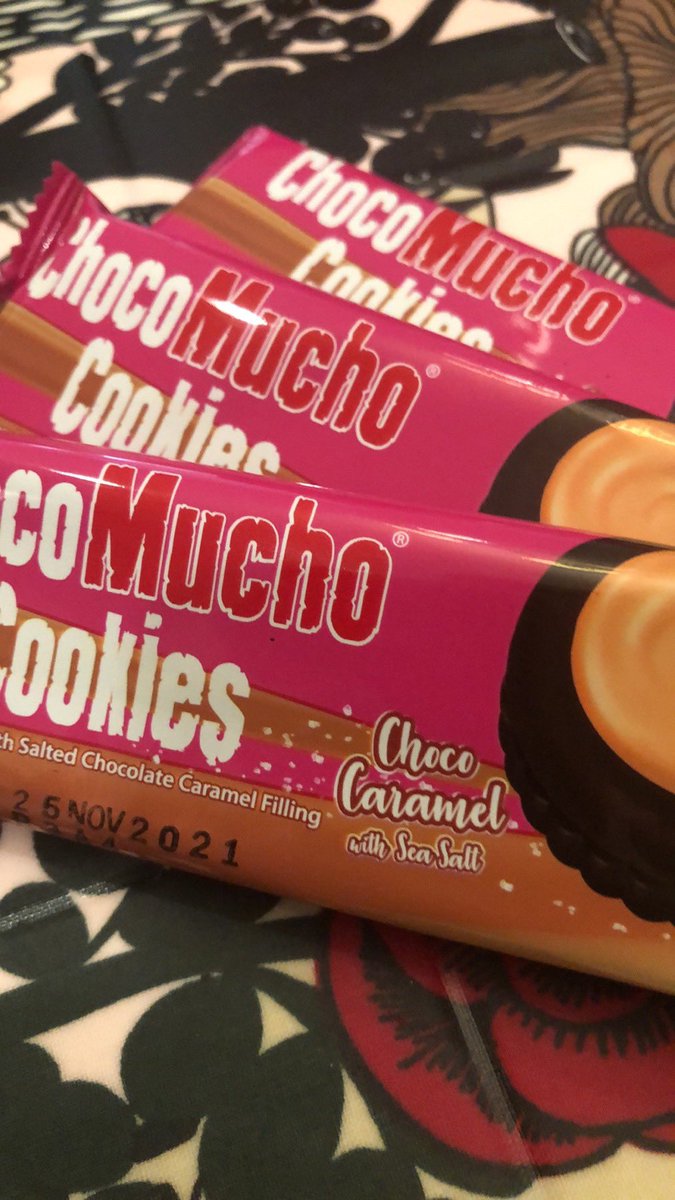 ChocoMucho®
Cookies
ChocoMucho®
Cookies
coMucho®
Cookies
th Salted Chocolate Caramel Filling
25NOV2021
Choco
Caramel
with Sea Salt